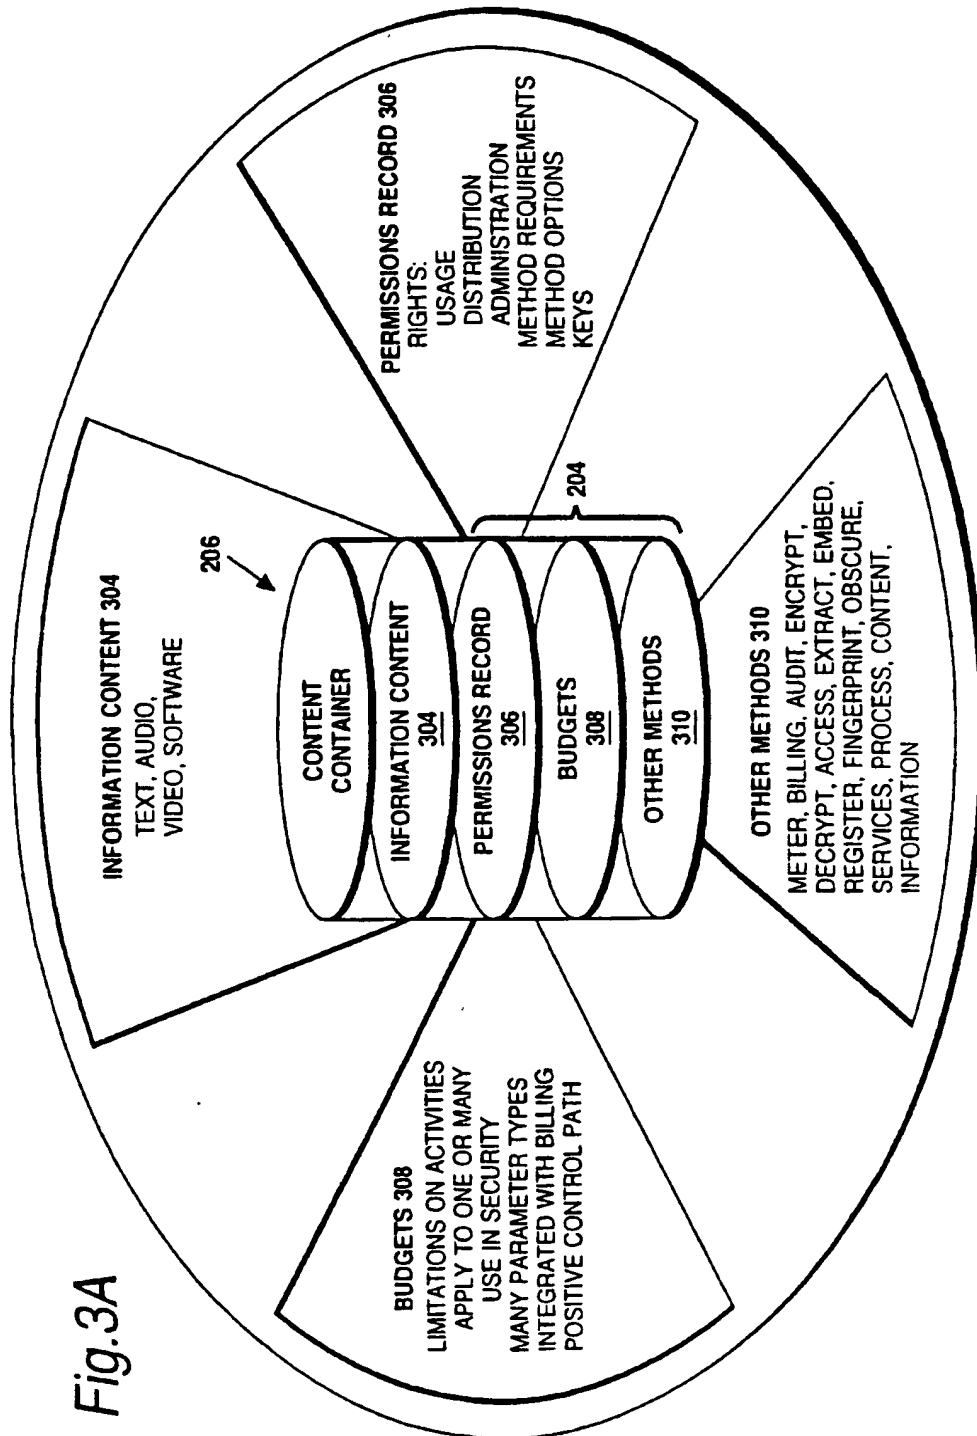 Fig.3A
INFORMATION CONTENT 304
TEXT, AUDIO,
VIDEO, SOFTWARE
206
CONTENT
CONTAINER
INFORMATION CONTENT
304
PERMISSIONS RECORD
306
BUDGETS
308
OTHER METHODS
310
204
BUDGETS 308
LIMITATIONS ON ACTIVITIES
APPLY TO ONE OR MANY
USE IN SECURITY
MANY PARAMETER TYPES
INTEGRATED WITH BILLING
POSITIVE CONTROL PATH
PERMISSIONS RECORD 306
RIGHTS:
USAGE
DISTRIBUTION
ADMINISTRATION
METHOD REQUIREMENTS
METHOD OPTIONS
KEYS
OTHER METHODS 310
METER, BILLING, AUDIT, ENCRYPT,
DECRYPT, ACCESS, EXTRACT, EMBED,
REGISTER, FINGERPRINT, OBSCURE,
SERVICES, PROCESS, CONTENT,
INFORMATION